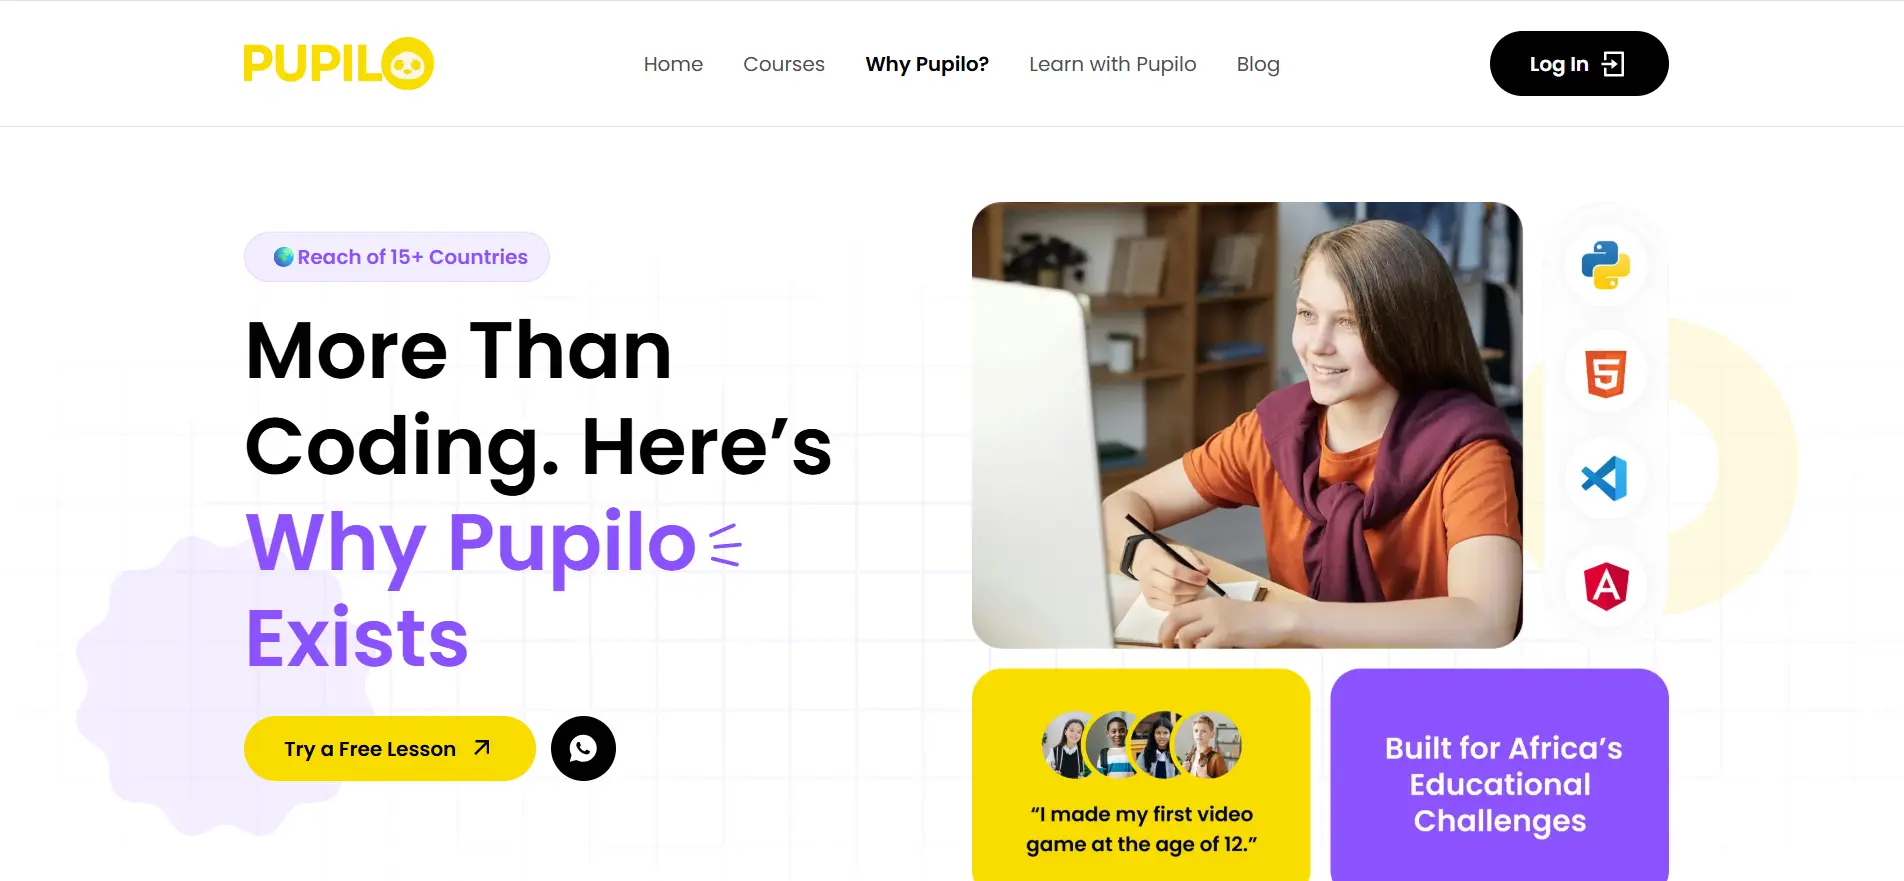 PUPILO
Home
Courses
Why Pupilo?
Learn with Pupilo
Blog
Log In
Reach of 15+ Countries
More Than
Coding. Here’s
Why Pupilo
Exists
Try a Free Lesson
“I made my first video
game at the age of 12.”
Built for Africa’s
Educational
Challenges